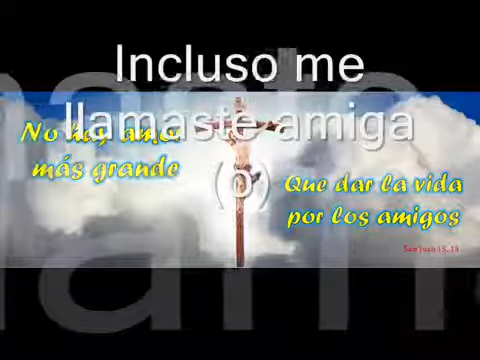 Incluso me
llamaste amiga
(o)
No hay amor
más grande
Que dar la vida
por los amigos
San Juan 15, 13